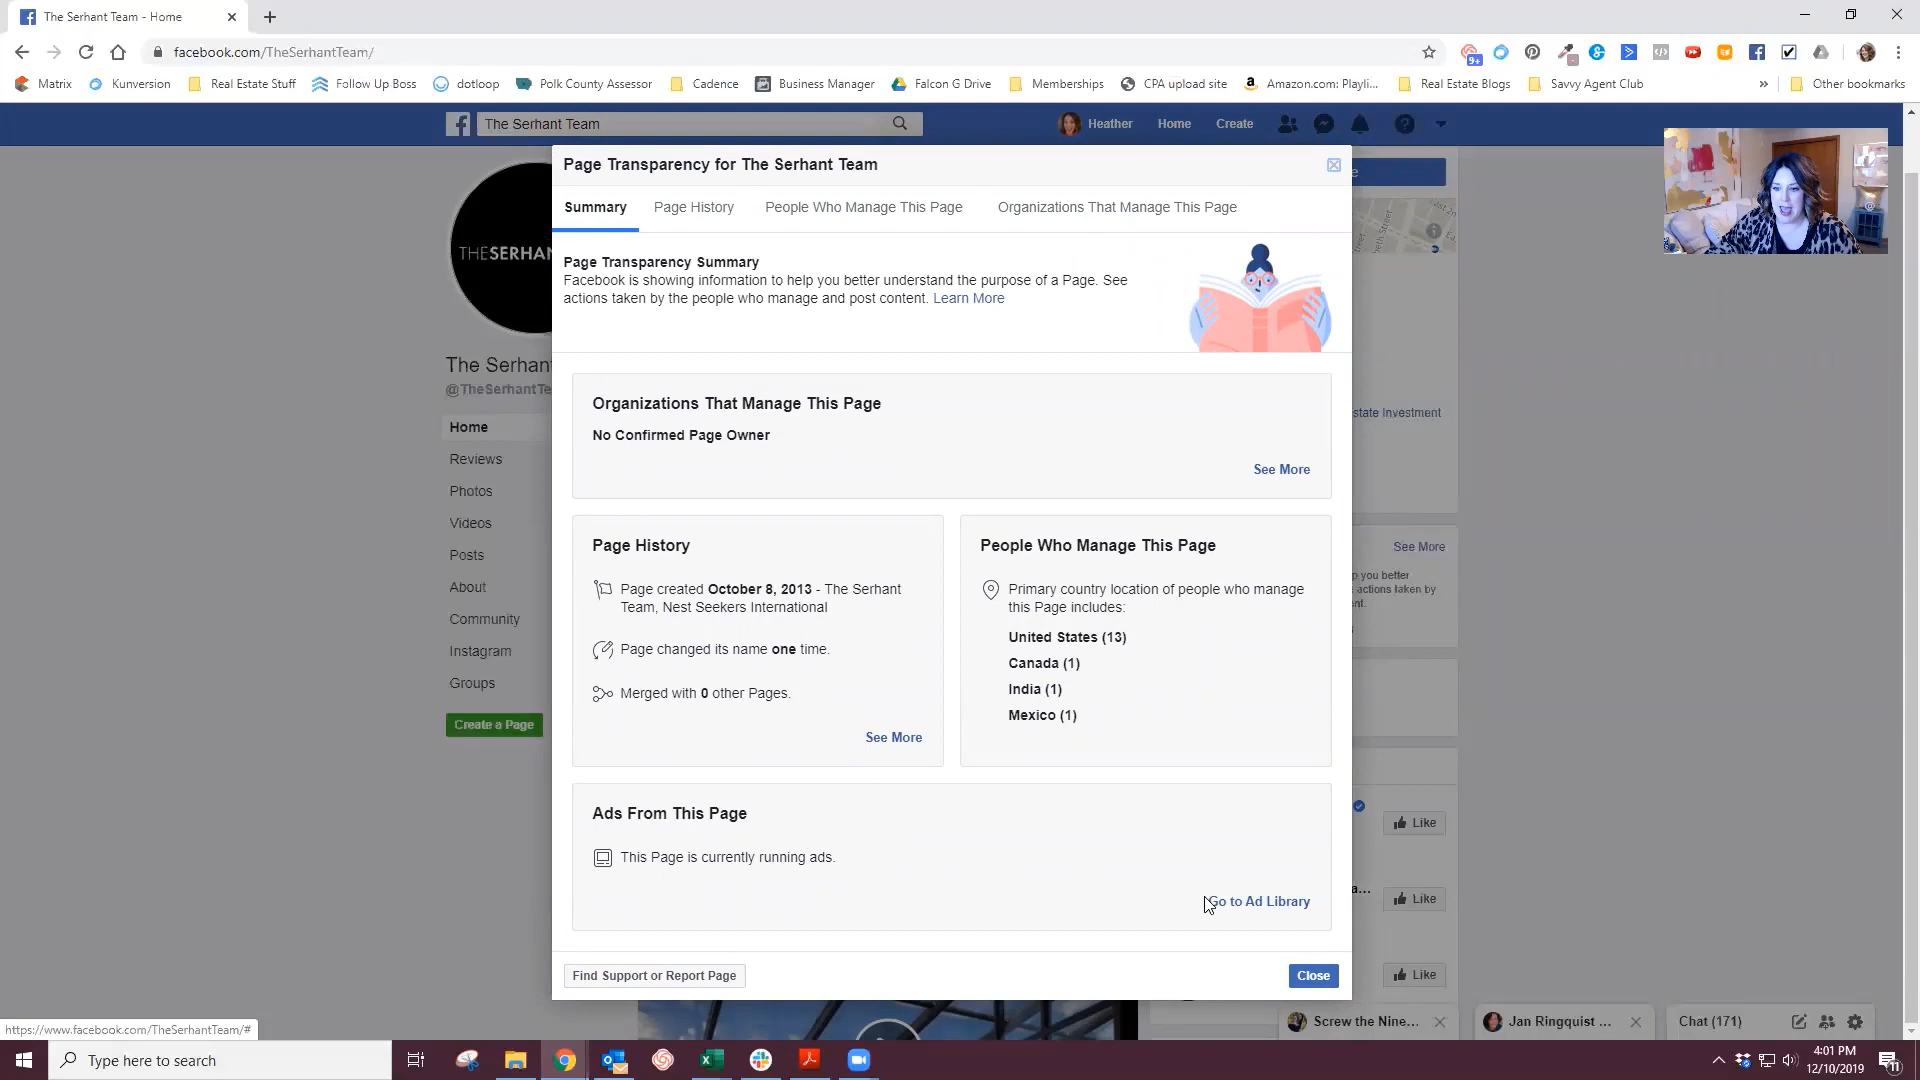 The Serhant Team - Home
facebook.com/TheSerhantTeam/
9+
Matrix
Kunversion
Real Estate Stuff
Follow Up Boss
dotloop
Polk County Assessor
Cadence
Business Manager
Falcon G Drive
Memberships
CPA upload site
Amazon.com: Playli...
Real Estate Blogs
Savvy Agent Club
»
Other bookmarks
The Serhant Team
Heather
Home
Create
Page Transparency for The Serhant Team
Summary
Page History
People Who Manage This Page
Organizations That Manage This Page
Page Transparency Summary
Facebook is showing information to help you better understand the purpose of a Page. See
actions taken by the people who manage and post content. Learn More
THESERHAN
The Serhant
@TheSerhantTe
Home
Reviews
Photos
Videos
Posts
About
Community
Instagram
Groups
Create a Page
Organizations That Manage This Page
No Confirmed Page Owner
See More
Page History
Page created October 8, 2013 - The Serhant
Team, Nest Seekers International
Page changed its name one time.
Merged with 0 other Pages.
See More
People Who Manage This Page
Primary country location of people who manage
this Page includes:
United States (13)
Canada (1)
India (1)
Mexico (1)
Ads From This Page
This Page is currently running ads.
Go to Ad Library
Find Support or Report Page
Close
state Investment
See More
p you better
actions taken by
nt.
Like
a...
Like
Like
Screw the Nine...
Jan Ringquist ...
Chat (171)
https://www.facebook.com/TheSerhantTeam/#
Type here to search
4:01 PM
12/10/2019
11